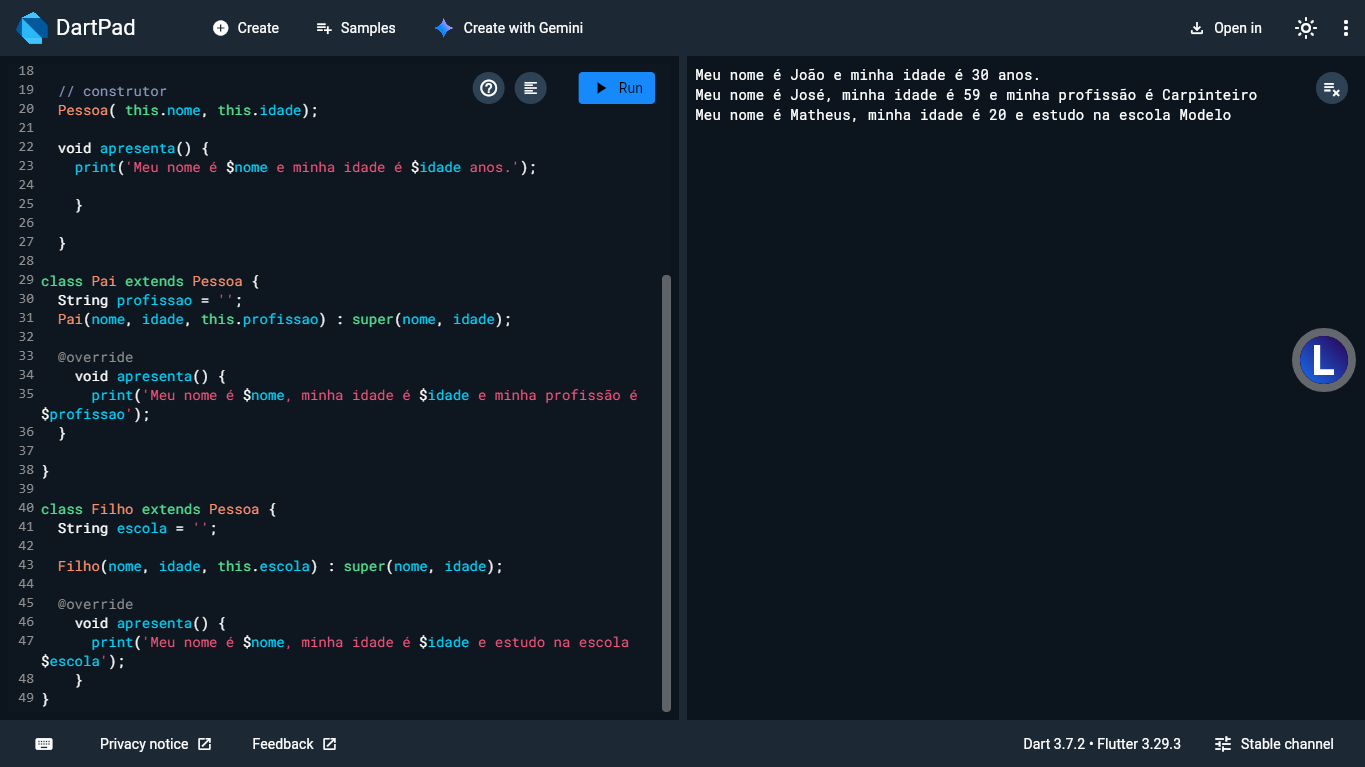 DartPad
Create
Samples
Create with Gemini
Open in
18
19 // construtor
20 Pessoa( this.nome, this.idade);
21
22 void apresenta() {
23 print('Meu nome é $nome e minha idade é $idade anos.');
24
25 }
26
27 }
28
29 class Pai extends Pessoa {
30 String profissao = '';
31 Pai(nome, idade, this.profissao) : super(nome, idade);
32
33 @override
34 void apresenta() {
35 print('Meu nome é $nome, minha idade é $idade e minha profissão é
$profissao');
36 }
37
38 }
39
40 class Filho extends Pessoa {
41 String escola = '';
42
43 Filho(nome, idade, this.escola) : super(nome, idade);
44
45 @override
46 void apresenta() {
47 print('Meu nome é $nome, minha idade é $idade e estudo na escola
$escola');
48 }
49 }
Run
Meu nome é João e minha idade é 30 anos.
Meu nome é José, minha idade é 59 e minha profissão é Carpinteiro
Meu nome é Matheus, minha idade é 20 e estudo na escola Modelo
L
Privacy notice
Feedback
Dart 3.7.2 • Flutter 3.29.3
Stable channel